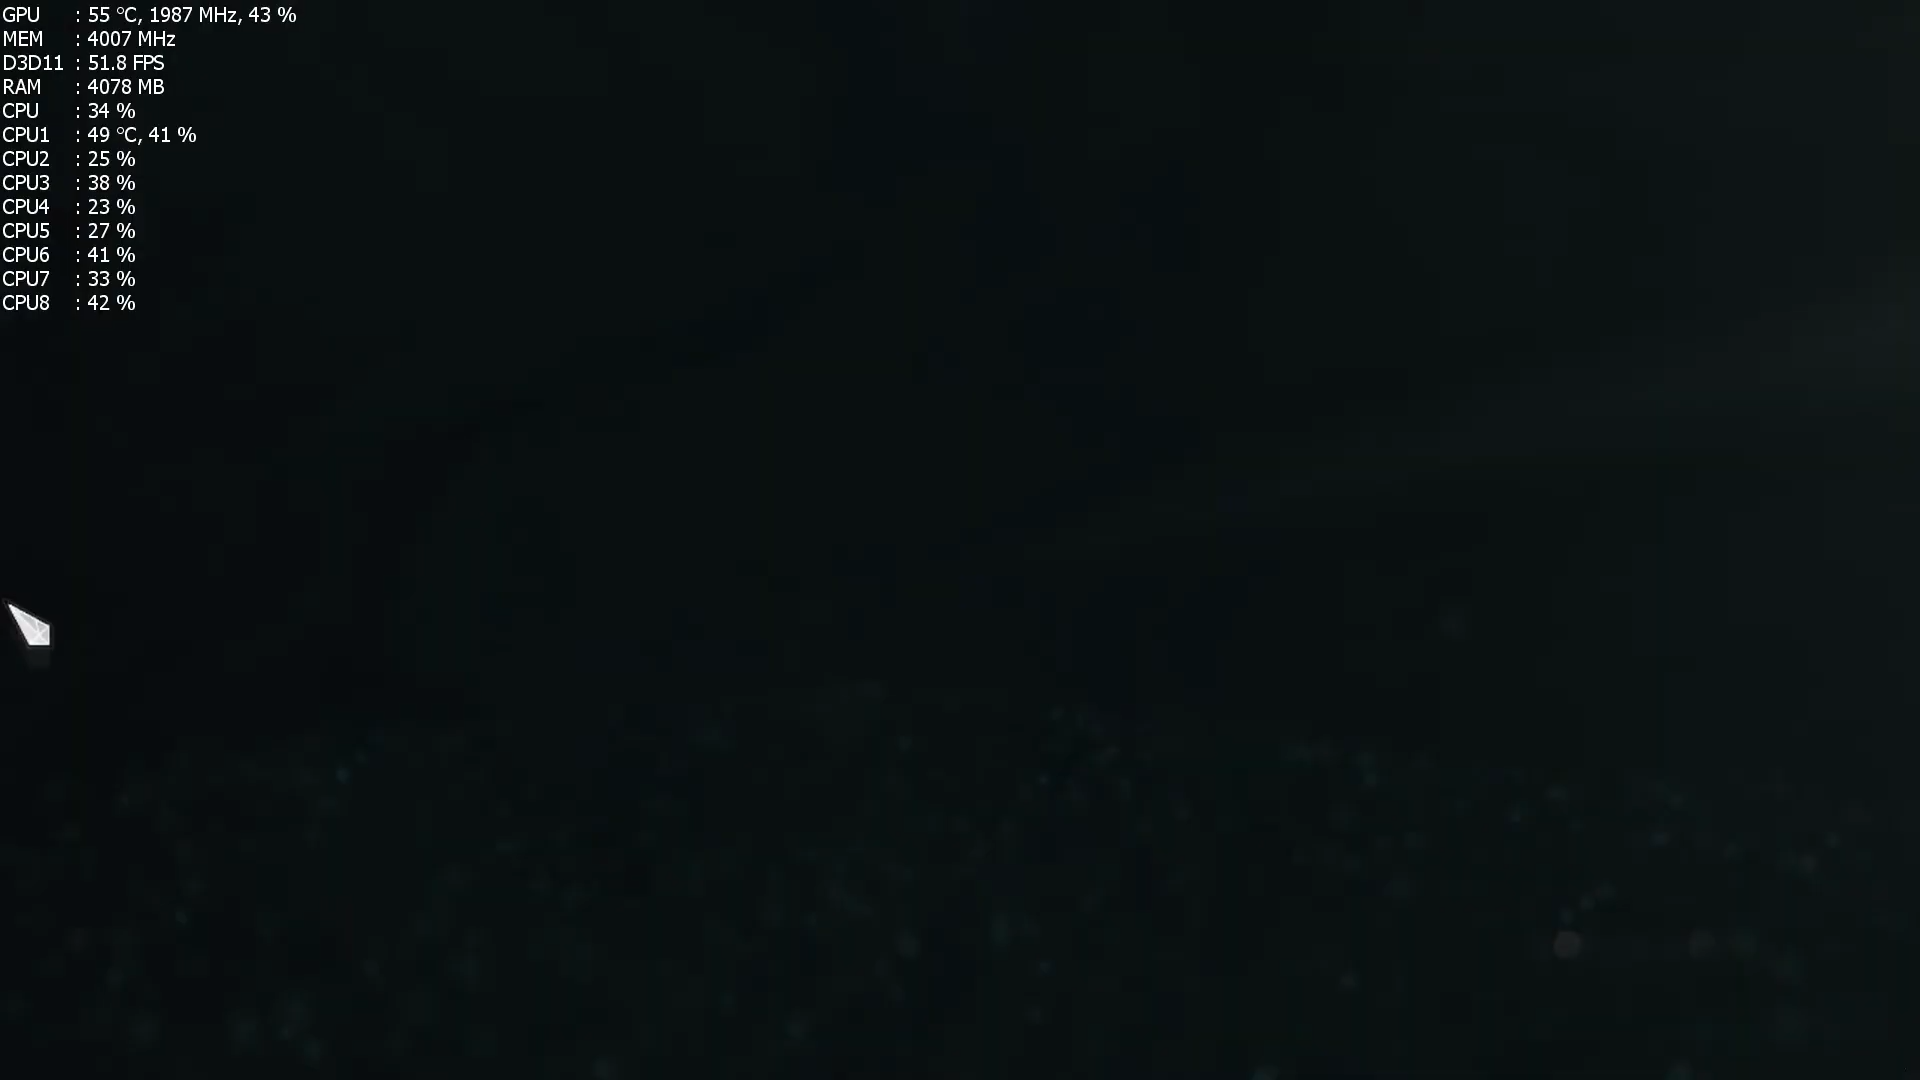 GPU : 55 °C, 1987 MHz, 43 %
MEM : 4007 MHz
D3D11 : 51.8 FPS
RAM : 4078 MB
CPU : 34 %
CPU1 : 49 °C, 41 %
CPU2 : 25 %
CPU3 : 38 %
CPU4 : 23 %
CPU5 : 27 %
CPU6 : 41 %
CPU7 : 33 %
CPU8 : 42 %